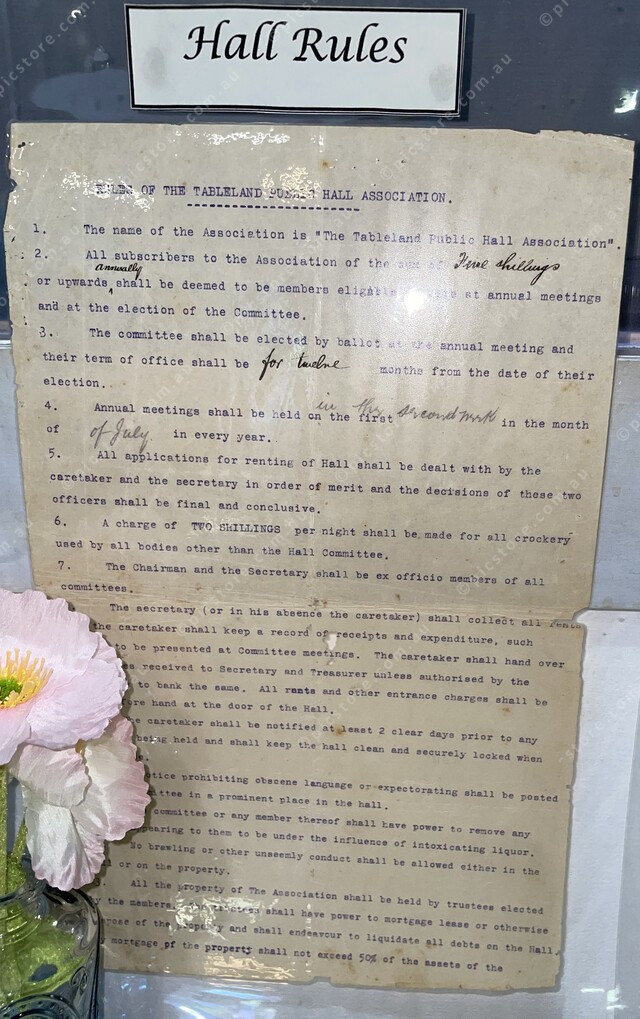 Hall Rules
RULES OF THE TABLELAND PUBLIC HALL ASSOCIATION.
1. The name of the Association is "The Tableland Public Hall Association".
2. All subscribers to the Association of the sum of Five shillings
annually
or upwards shall be deemed to be members eligible at annual meetings
and at the election of the Committee.
3. The committee shall be elected by ballot at the annual meeting and
their term of office shall be for twelve months from the date of their
election.
4. Annual meetings shall be held on the first in the second week in the month
of of July in every year.
5. All applications for renting of Hall shall be dealt with by the
caretaker and the secretary in order of merit and the decisions of those two
officers shall be final and conclusive.
6. A charge of TWO SHILLINGS per night shall be made for all crockery
used by all bodies other than the Hall Committee.
7. The Chairman and the Secretary shall be ex officio members of all
committees.
The secretary (or in his absence the caretaker) shall collect all rents
the caretaker shall keep a record of receipts and expenditure, such
to be presented at Committee meetings. The caretaker shall hand over
received to Secretary and Treasurer unless authorised by the
to bank the same. All rents and other entrance charges shall be
hand at the door of the Hall.
caretaker shall be notified at least 2 clear days prior to any
being held and shall keep the hall clean and securely locked when
prohibiting obscene language or expectorating shall be posted
in a prominent place in the hall.
committee or any member thereof shall have power to remove any
to them to be under the influence of intoxicating liquor.
No brawling or other unseemly conduct shall be allowed either in the
or on the property.
All the property of The Association shall be held by trustees elected
the members. The trustees shall have power to mortgage lease or otherwise
of the property and shall endeavour to liquidate all debts on the Hall.
mortgage of the property shall not exceed 50% of the assets of the
©picstore.com.au